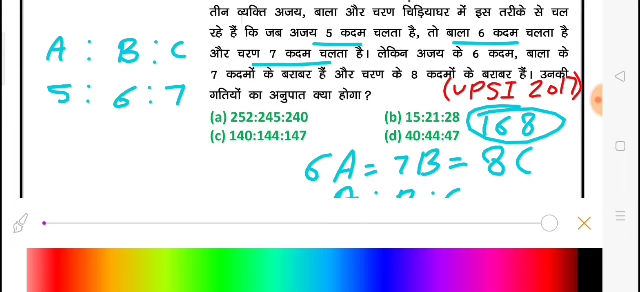 तीन व्यक्ति अजय, बाला और चरण चिड़ियाघर में इस तरीके से चल
रहे हैं कि जब अजय 5 कदम चलता है, तो बाला 6 कदम चलता है
और चरण 7 कदम चलता है। लेकिन अजय के 6 कदम, बाला के
7 कदमों के बराबर हैं और चरण के 8 कदमों के बराबर हैं। उनकी
गतियों का अनुपात क्या होगा?
(UPSI 2017)
(a) 252:245:240 (b) 15:21:28
(c) 140:144:147 (d) 40:44:47
A : B : C
5 : 6 : 7
168
6A = 7B = 8C